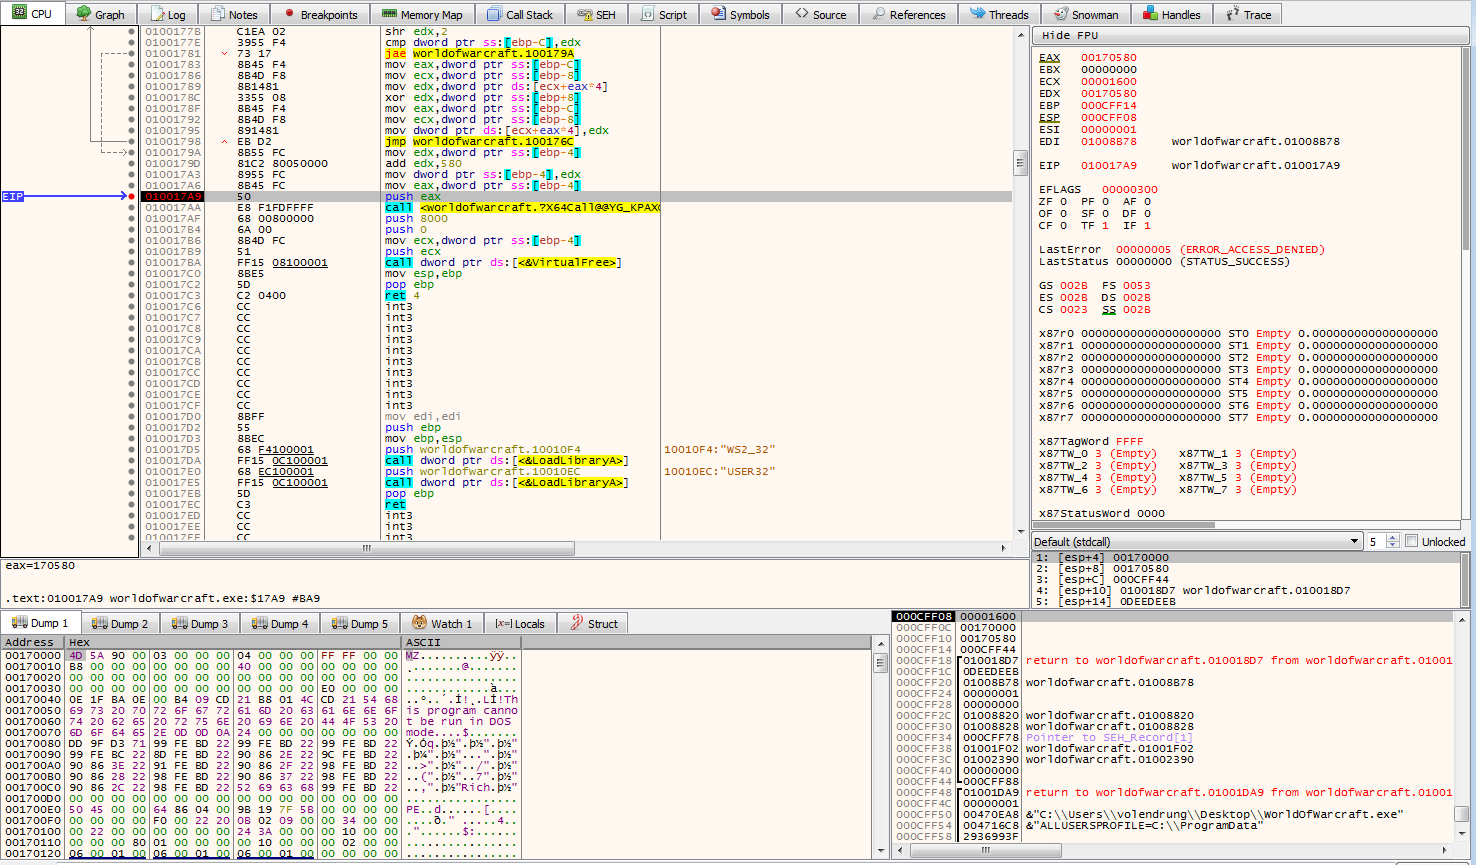 CPU Graph Log Notes Breakpoints Memory Map Call Stack SEH Script Symbols Source References Threads Snowman Handles Trace
0100177B C1EA 02 shr edx,2
0100177E 3955 F4 cmp dword ptr ss:[ebp-C],edx
01001781 73 17 jae worldofwarcraft.100179A
01001783 8B45 F4 mov eax,dword ptr ss:[ebp-C]
01001786 8B4D F8 mov ecx,dword ptr ss:[ebp-8]
01001789 8B1481 mov edx,dword ptr ds:[ecx+eax*4]
0100178C 3355 08 xor edx,dword ptr ss:[ebp+8]
0100178F 8B45 F4 mov eax,dword ptr ss:[ebp-C]
01001792 8B4D F8 mov ecx,dword ptr ss:[ebp-8]
01001795 891481 mov dword ptr ds:[ecx+eax*4],edx
01001798 EB D2 jmp worldofwarcraft.100176C
0100179A 8B55 FC mov edx,dword ptr ss:[ebp-4]
0100179D 81C2 80050000 add edx,580
010017A3 8955 FC mov dword ptr ss:[ebp-4],edx
010017A6 8B45 FC mov eax,dword ptr ss:[ebp-4]
EIP 010017A9 50 push eax
010017AA E8 F1FDFFFF call <worldofwarcraft.?X64Call@@YG_KPAX
010017AF 68 00800000 push 8000
010017B4 6A 00 push 0
010017B6 8B4D FC mov ecx,dword ptr ss:[ebp-4]
010017B9 51 push ecx
010017BA FF15 08100001 call dword ptr ds:[<&VirtualFree>]
010017C0 8BE5 mov esp,ebp
010017C2 5D pop ebp
010017C3 C2 0400 ret 4
010017C6 CC int3
010017C7 CC int3
010017C8 CC int3
010017C9 CC int3
010017CA CC int3
010017CB CC int3
010017CC CC int3
010017CD CC int3
010017CE CC int3
010017CF CC int3
010017D0 8BFF mov edi,edi
010017D2 55 push ebp
010017D3 8BEC mov ebp,esp
010017D5 68 F4100001 push worldofwarcraft.10010F4 10010F4:"WS2_32"
010017DA FF15 0C100001 call dword ptr ds:[<&LoadLibraryA>]
010017E0 68 EC100001 push worldofwarcraft.10010EC 10010EC:"USER32"
010017E5 FF15 0C100001 call dword ptr ds:[<&LoadLibraryA>]
010017EB 5D pop ebp
010017EC C3 ret
010017ED CC int3
010017EE CC int3
010017EF CC int3
Hide FPU
EAX 00170580
EBX 00000000
ECX 00001600
EDX 00170580
EBP 000CFF14
ESP 000CFF08
ESI 00000001
EDI 01008B78 worldofwarcraft.01008B78
EIP 010017A9 worldofwarcraft.010017A9
EFLAGS 00000300
ZF 0 PF 0 AF 0
OF 0 SF 0 DF 0
CF 0 TF 1 IF 1
LastError 00000005 (ERROR_ACCESS_DENIED)
LastStatus 00000000 (STATUS_SUCCESS)
GS 002B FS 0053
ES 002B DS 002B
CS 0023 SS 002B
x87r0 00000000000000000000 ST0 Empty 0.000000000000000000
x87r1 00000000000000000000 ST1 Empty 0.000000000000000000
x87r2 00000000000000000000 ST2 Empty 0.000000000000000000
x87r3 00000000000000000000 ST3 Empty 0.000000000000000000
x87r4 00000000000000000000 ST4 Empty 0.000000000000000000
x87r5 00000000000000000000 ST5 Empty 0.000000000000000000
x87r6 00000000000000000000 ST6 Empty 0.000000000000000000
x87r7 00000000000000000000 ST7 Empty 0.000000000000000000
x87TagWord FFFF
x87TW_0 3 (Empty) x87TW_1 3 (Empty)
x87TW_2 3 (Empty) x87TW_3 3 (Empty)
x87TW_4 3 (Empty) x87TW_5 3 (Empty)
x87TW_6 3 (Empty) x87TW_7 3 (Empty)
x87StatusWord 0000
Default (stdcall) 5 Unlocked
1: [esp+4] 00170000
2: [esp+8] 00170580
3: [esp+C] 000CFF44
4: [esp+10] 010018D7 worldofwarcraft.010018D7
5: [esp+14] 0DEEDEEB
eax=170580
.text:010017A9 worldofwarcraft.exe:$17A9 #BA9
Dump 1 Dump 2 Dump 3 Dump 4 Dump 5 Watch 1 [x=] Locals Struct
Address Hex ASCII
00170000 4D 5A 90 00 03 00 00 00 04 00 00 00 FF FF 00 00 MZ..........ÿÿ..
00170010 B8 00 00 00 00 00 00 00 40 00 00 00 00 00 00 00 ........@.......
00170020 00 00 00 00 00 00 00 00 00 00 00 00 00 00 00 00 ................
00170030 00 00 00 00 00 00 00 00 00 00 00 00 E0 00 00 00 ............à...
00170040 0E 1F BA 0E 00 B4 09 CD 21 B8 01 4C CD 21 54 68 ..º..´.Í!¸.LÍ!Th
00170050 69 73 20 70 72 6F 67 72 61 6D 20 63 61 6E 6E 6F is program canno
00170060 74 20 62 65 20 72 75 6E 20 69 6E 20 44 4F 53 20 t be run in DOS
00170070 6D 6F 64 65 2E 0D 0D 0A 24 00 00 00 00 00 00 00 mode....$.......
00170080 DD 9F D3 71 99 FE BD 22 99 FE BD 22 99 FE BD 22 Ý.Óq.þ½".þ½".þ½"
00170090 99 FE BC 22 8D FE BD 22 90 86 2E 22 9C FE BD 22 .þ¼".þ½"...".þ½"
001700A0 90 86 3E 22 91 FE BD 22 90 86 2F 22 98 FE BD 22 ..>".þ½"../".þ½"
001700B0 90 86 28 22 98 FE BD 22 90 86 37 22 98 FE BD 22 ..(".þ½"..7".þ½"
001700C0 90 86 2C 22 98 FE BD 22 52 69 63 68 99 FE BD 22 ..,".þ½"Rich.þ½"
001700D0 00 00 00 00 00 00 00 00 00 00 00 00 00 00 00 00 ................
001700E0 50 45 00 00 64 86 04 00 9B 19 7F 5B 00 00 00 00 PE..d......[....
001700F0 00 00 00 00 F0 00 22 20 0B 02 09 00 00 34 00 00 ....ð." .....4..
00170100 00 22 00 00 00 00 00 00 24 3A 00 00 00 10 00 00 ."......$:......
00170110 00 00 00 80 01 00 00 00 00 10 00 00 00 02 00 00 ................
00170120 06 00 01 00 06 00 01 00 06 00 01 00 00 00 00 00 ................
000CFF08 00001600
000CFF0C 00170000
000CFF10 00170580
000CFF14 000CFF44
000CFF18 010018D7 return to worldofwarcraft.010018D7 from worldofwarcraft.01001
000CFF1C 0DEEDEEB
000CFF20 01008B78 worldofwarcraft.01008B78
000CFF24 00000001
000CFF28 00000000
000CFF2C 01008820 worldofwarcraft.01008820
000CFF30 01008828 worldofwarcraft.01008828
000CFF34 000CFF78 Pointer to SEH_Record[1]
000CFF38 01001F02 worldofwarcraft.01001F02
000CFF3C 01002390 worldofwarcraft.01002390
000CFF40 00000000
000CFF44 000CFF88
000CFF48 01001DA9 return to worldofwarcraft.01001DA9 from worldofwarcraft.01001
000CFF4C 00000001
000CFF50 00470EA8 &"C:\\Users\\volendrung\\Desktop\\WorldOfWarcraft.exe"
000CFF54 004716C8 &"ALLUSERSPROFILE=C:\\ProgramData"
000CFF58 2936993F